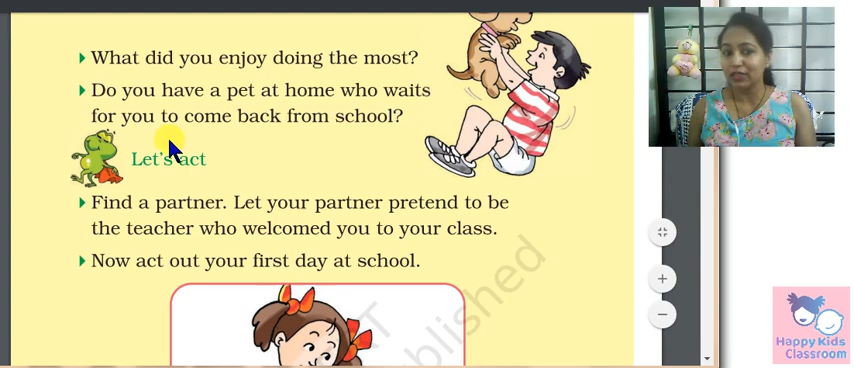 What did you enjoy doing the most?
Do you have a pet at home who waits
for you to come back from school?
Let's act
Find a partner. Let your partner pretend to be
the teacher who welcomed you to your class.
Now act out your first day at school.
Happy Kids
Classroom